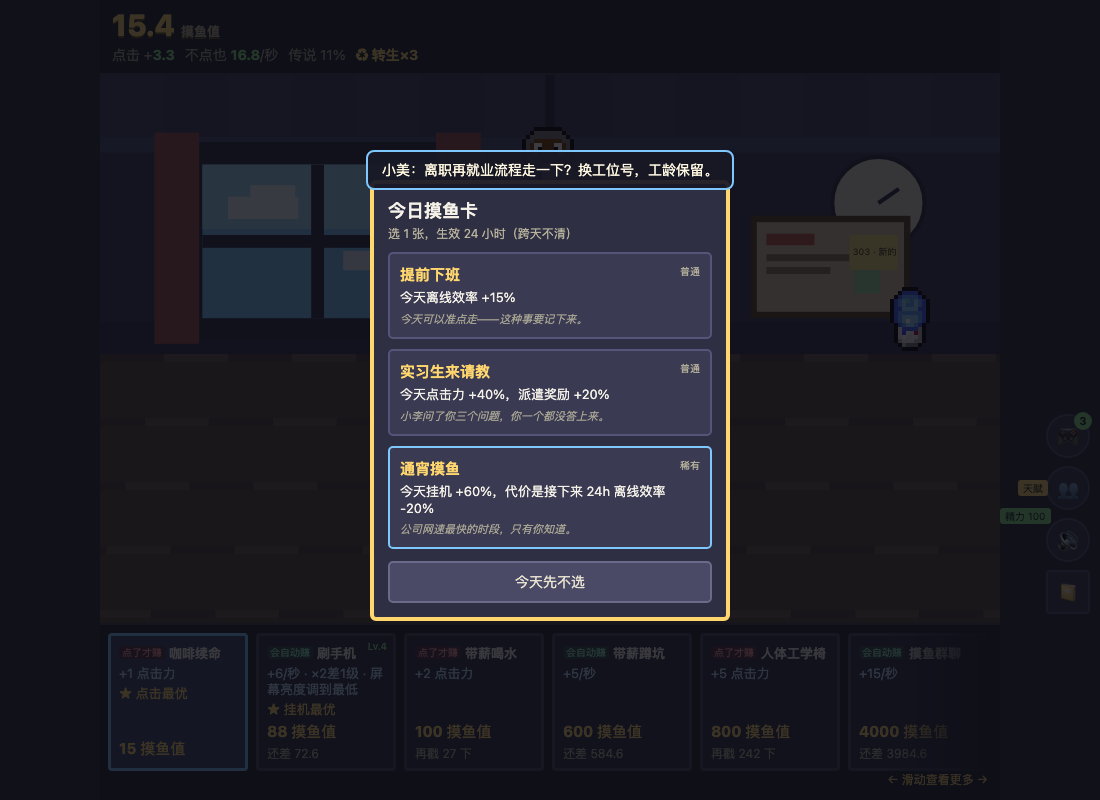 15.4 摸鱼值
点击 +3.3 不点也 16.8/秒 传说 11% ♻ 转生×3
小美：离职再就业流程走一下？换工位号，工龄保留。
今日摸鱼卡
选 1 张，生效 24 小时（跨天不清）
提前下班 普通
今天离线效率 +15%
今天可以准点走——这种事要记下来。
实习生来请教 普通
今天点击力 +40%，派遣奖励 +20%
小李问了你三个问题，你一个都没答上来。
通宵摸鱼 稀有
今天挂机 +60%，代价是接下来 24h 离线效率
-20%
公司网速最快的时段，只有你知道。
今天先不选
303 · 新的
3
天赋
精力 100
点了才赚 咖啡续命
+1 点击力
★ 点击最优
15 摸鱼值
会自动赚 刷手机 Lv.4
+6/秒 · ×2差1级 · 屏
幕亮度调到最低
★ 挂机最优
88 摸鱼值
还差 72.6
点了才赚 带薪喝水
+2 点击力
100 摸鱼值
再戳 27 下
会自动赚 带薪蹲坑
+5/秒
600 摸鱼值
还差 584.6
点了才赚 人体工学椅
+5 点击力
800 摸鱼值
再戳 242 下
会自动赚 摸鱼群聊
+15/秒
4000 摸鱼值
还差 3984.6
← 滑动查看更多 →